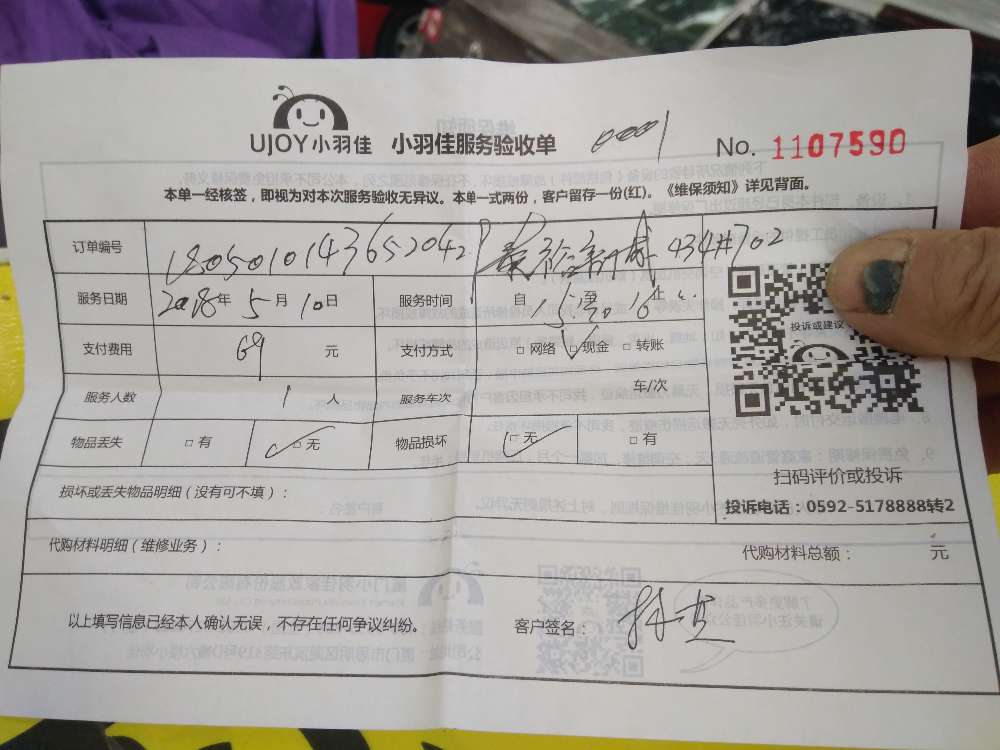 UJOY小羽佳 小羽佳服务验收单 0001 No. 1107590
本单一经核签，即视为对本次服务验收无异议。本单一式两份，客户留存一份(红)。《维保须知》详见背面。
订单编号 1805010143652042 434#702
服务日期 2018年5月10日 服务时间 自 至
支付费用 69 元 支付方式 □网络 □现金 □转账
服务人数 1 人 服务车次 车/次
物品丢失 □有 □无 物品损坏 □无 □有
投诉或建议
扫码评价或投诉
投诉电话：0592-5178888转2
损坏或丢失物品明细（没有可不填）：
代购材料明细（维修业务）： 代购材料总额： 元
以上填写信息已经本人确认无误，不存在任何争议纠纷。 客户签名：